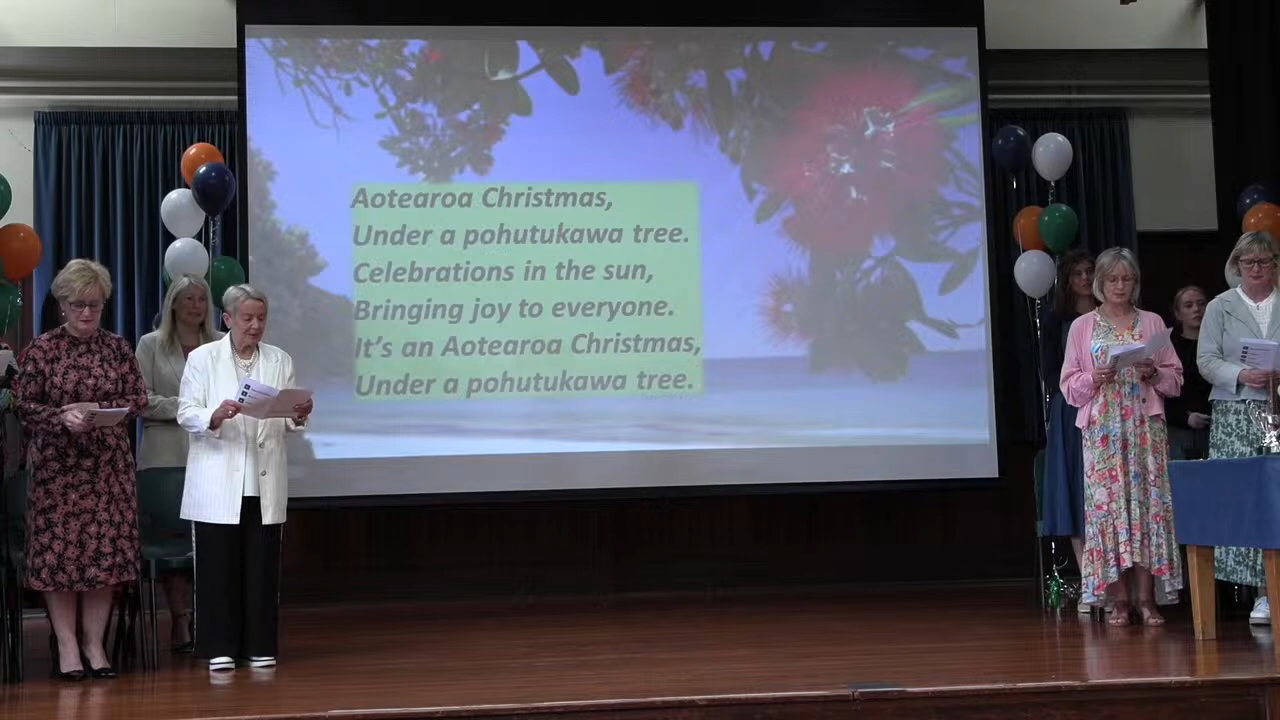 Aotearoa Christmas,
Under a pohutukawa tree.
Celebrations in the sun,
Bringing joy to everyone.
It's an Aotearoa Christmas,
Under a pohutukawa tree.